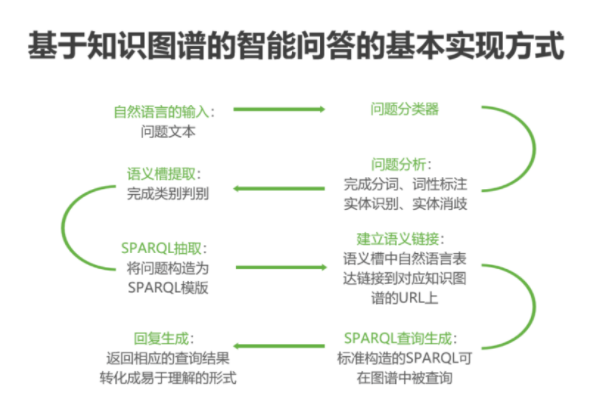 基于知识图谱的智能问答的基本实现方式
自然语言的输入：
问题文本
问题分类器
问题分析：
完成分词、词性标注
实体识别、实体消歧
语义槽提取：
完成类别判别
SPARQL抽取：
将问题构造为
SPARQL模版
建立语义链接：
语义槽中自然语言表
达链接到对应知识图
谱的URL上
SPARQL查询生成：
标准构造的SPARQL可
在图谱中被查询
回复生成：
返回相应的查询结果
转化成易于理解的形式